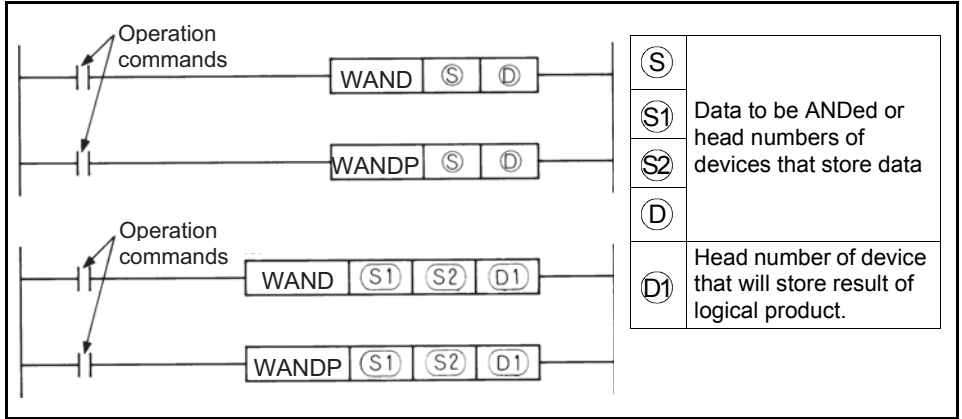 Operation
commands
WAND S D
WANDP S D
Operation
commands
WAND S1 S2 D1
WANDP S1 S2 D1
S
S1
S2
D
Data to be ANDed or
head numbers of
devices that store data
D1
Head number of device
that will store result of
logical product.